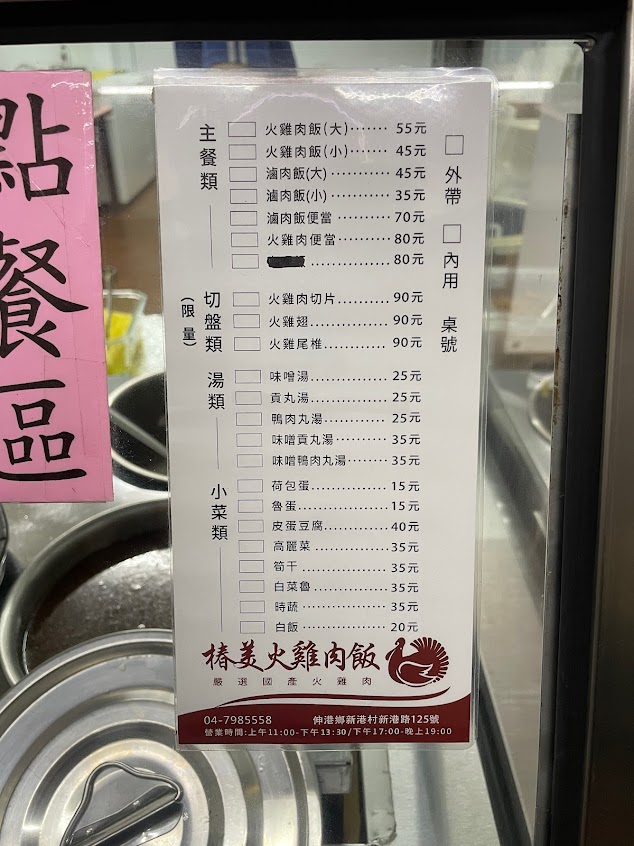 點餐區
主餐類
火雞肉飯(大)······· 55元
火雞肉飯(小)······· 45元
滷肉飯(大)·········· 45元
滷肉飯(小)·········· 35元
滷肉飯便當·········· 70元
火雞肉便當·········· 80元
.............. 80元
外帶
內用 桌號
切盤類
(限量)
火雞肉切片......... 90元
火雞翅............. 90元
火雞尾椎........... 90元
湯類
味噌湯.............. 25元
貢丸湯.............. 25元
鴨肉丸湯........... 25元
味噌貢丸湯·········· 35元
味噌鴨肉丸湯······· 35元
小菜類
荷包蛋.............. 15元
魯蛋................. 15元
皮蛋豆腐........... 40元
高麗菜.............. 35元
筍干................. 35元
白菜魯.............. 35元
時蔬················· 35元
白飯................. 20元
椿美火雞肉飯
嚴選國產火雞肉
04-7985558 伸港鄉新港村新港路125號
營業時間:上午11:00-下午13:30/下午17:00-晚上19:00